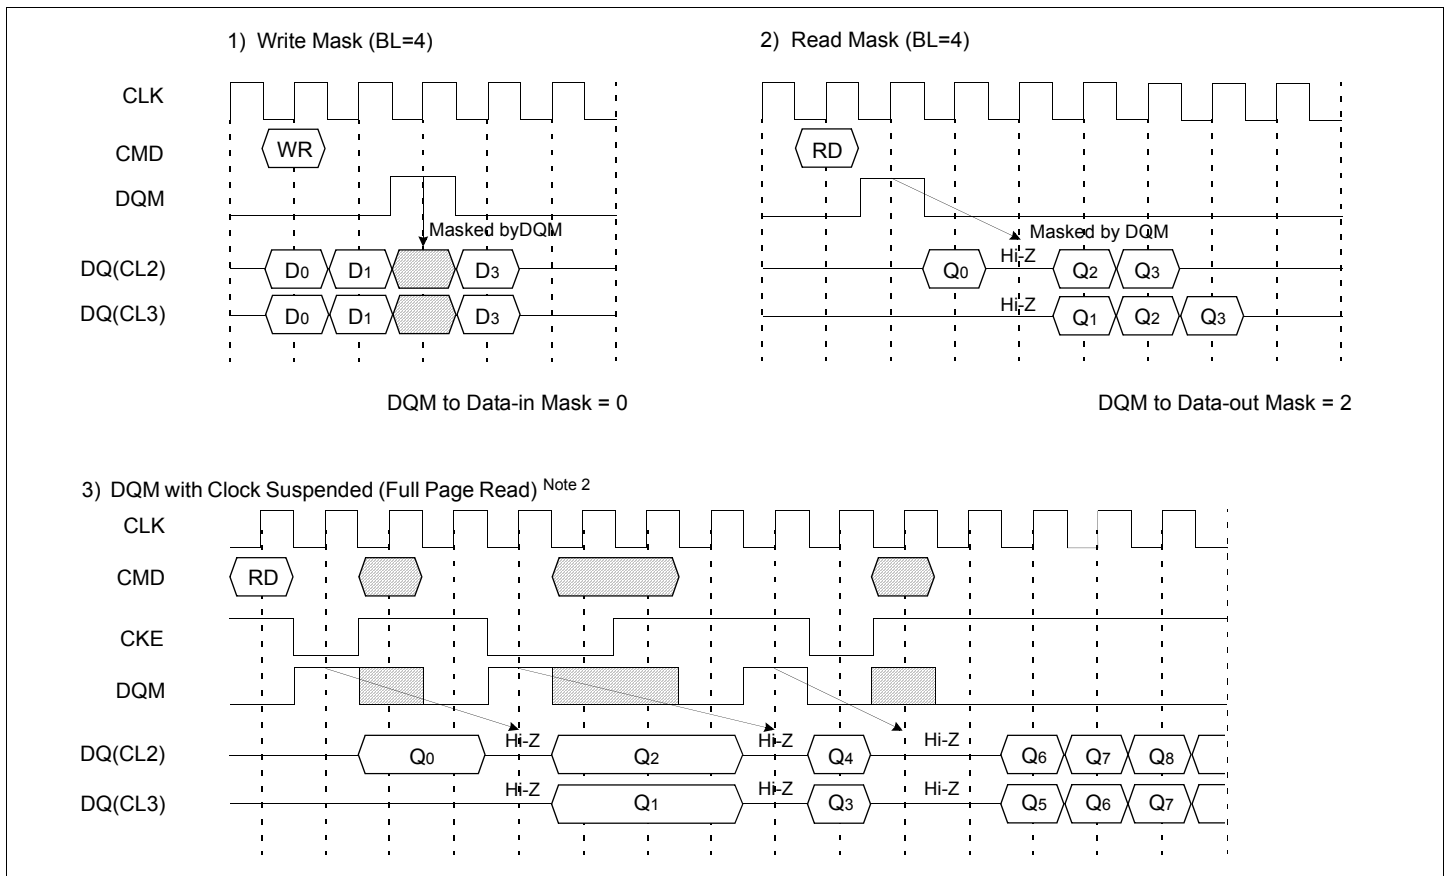 1) Write Mask (BL=4)
2) Read Mask (BL=4)
CLK
CMD
WR
RD
DQM
Masked byDQM
Masked by DQM
DQ(CL2)
D0 D1 D3
Hi-Z
Q0 Q2 Q3
DQ(CL3)
D0 D1 D3
Hi-Z
Q1 Q2 Q3
DQM to Data-in Mask = 0
DQM to Data-out Mask = 2
3) DQM with Clock Suspended (Full Page Read) Note 2
CLK
CMD
RD
CKE
DQM
DQ(CL2)
Q0 Hi-Z Q2 Hi-Z Q4 Hi-Z Q6 Q7 Q8
DQ(CL3)
Hi-Z Q1 Hi-Z Q3 Hi-Z Q5 Q6 Q7